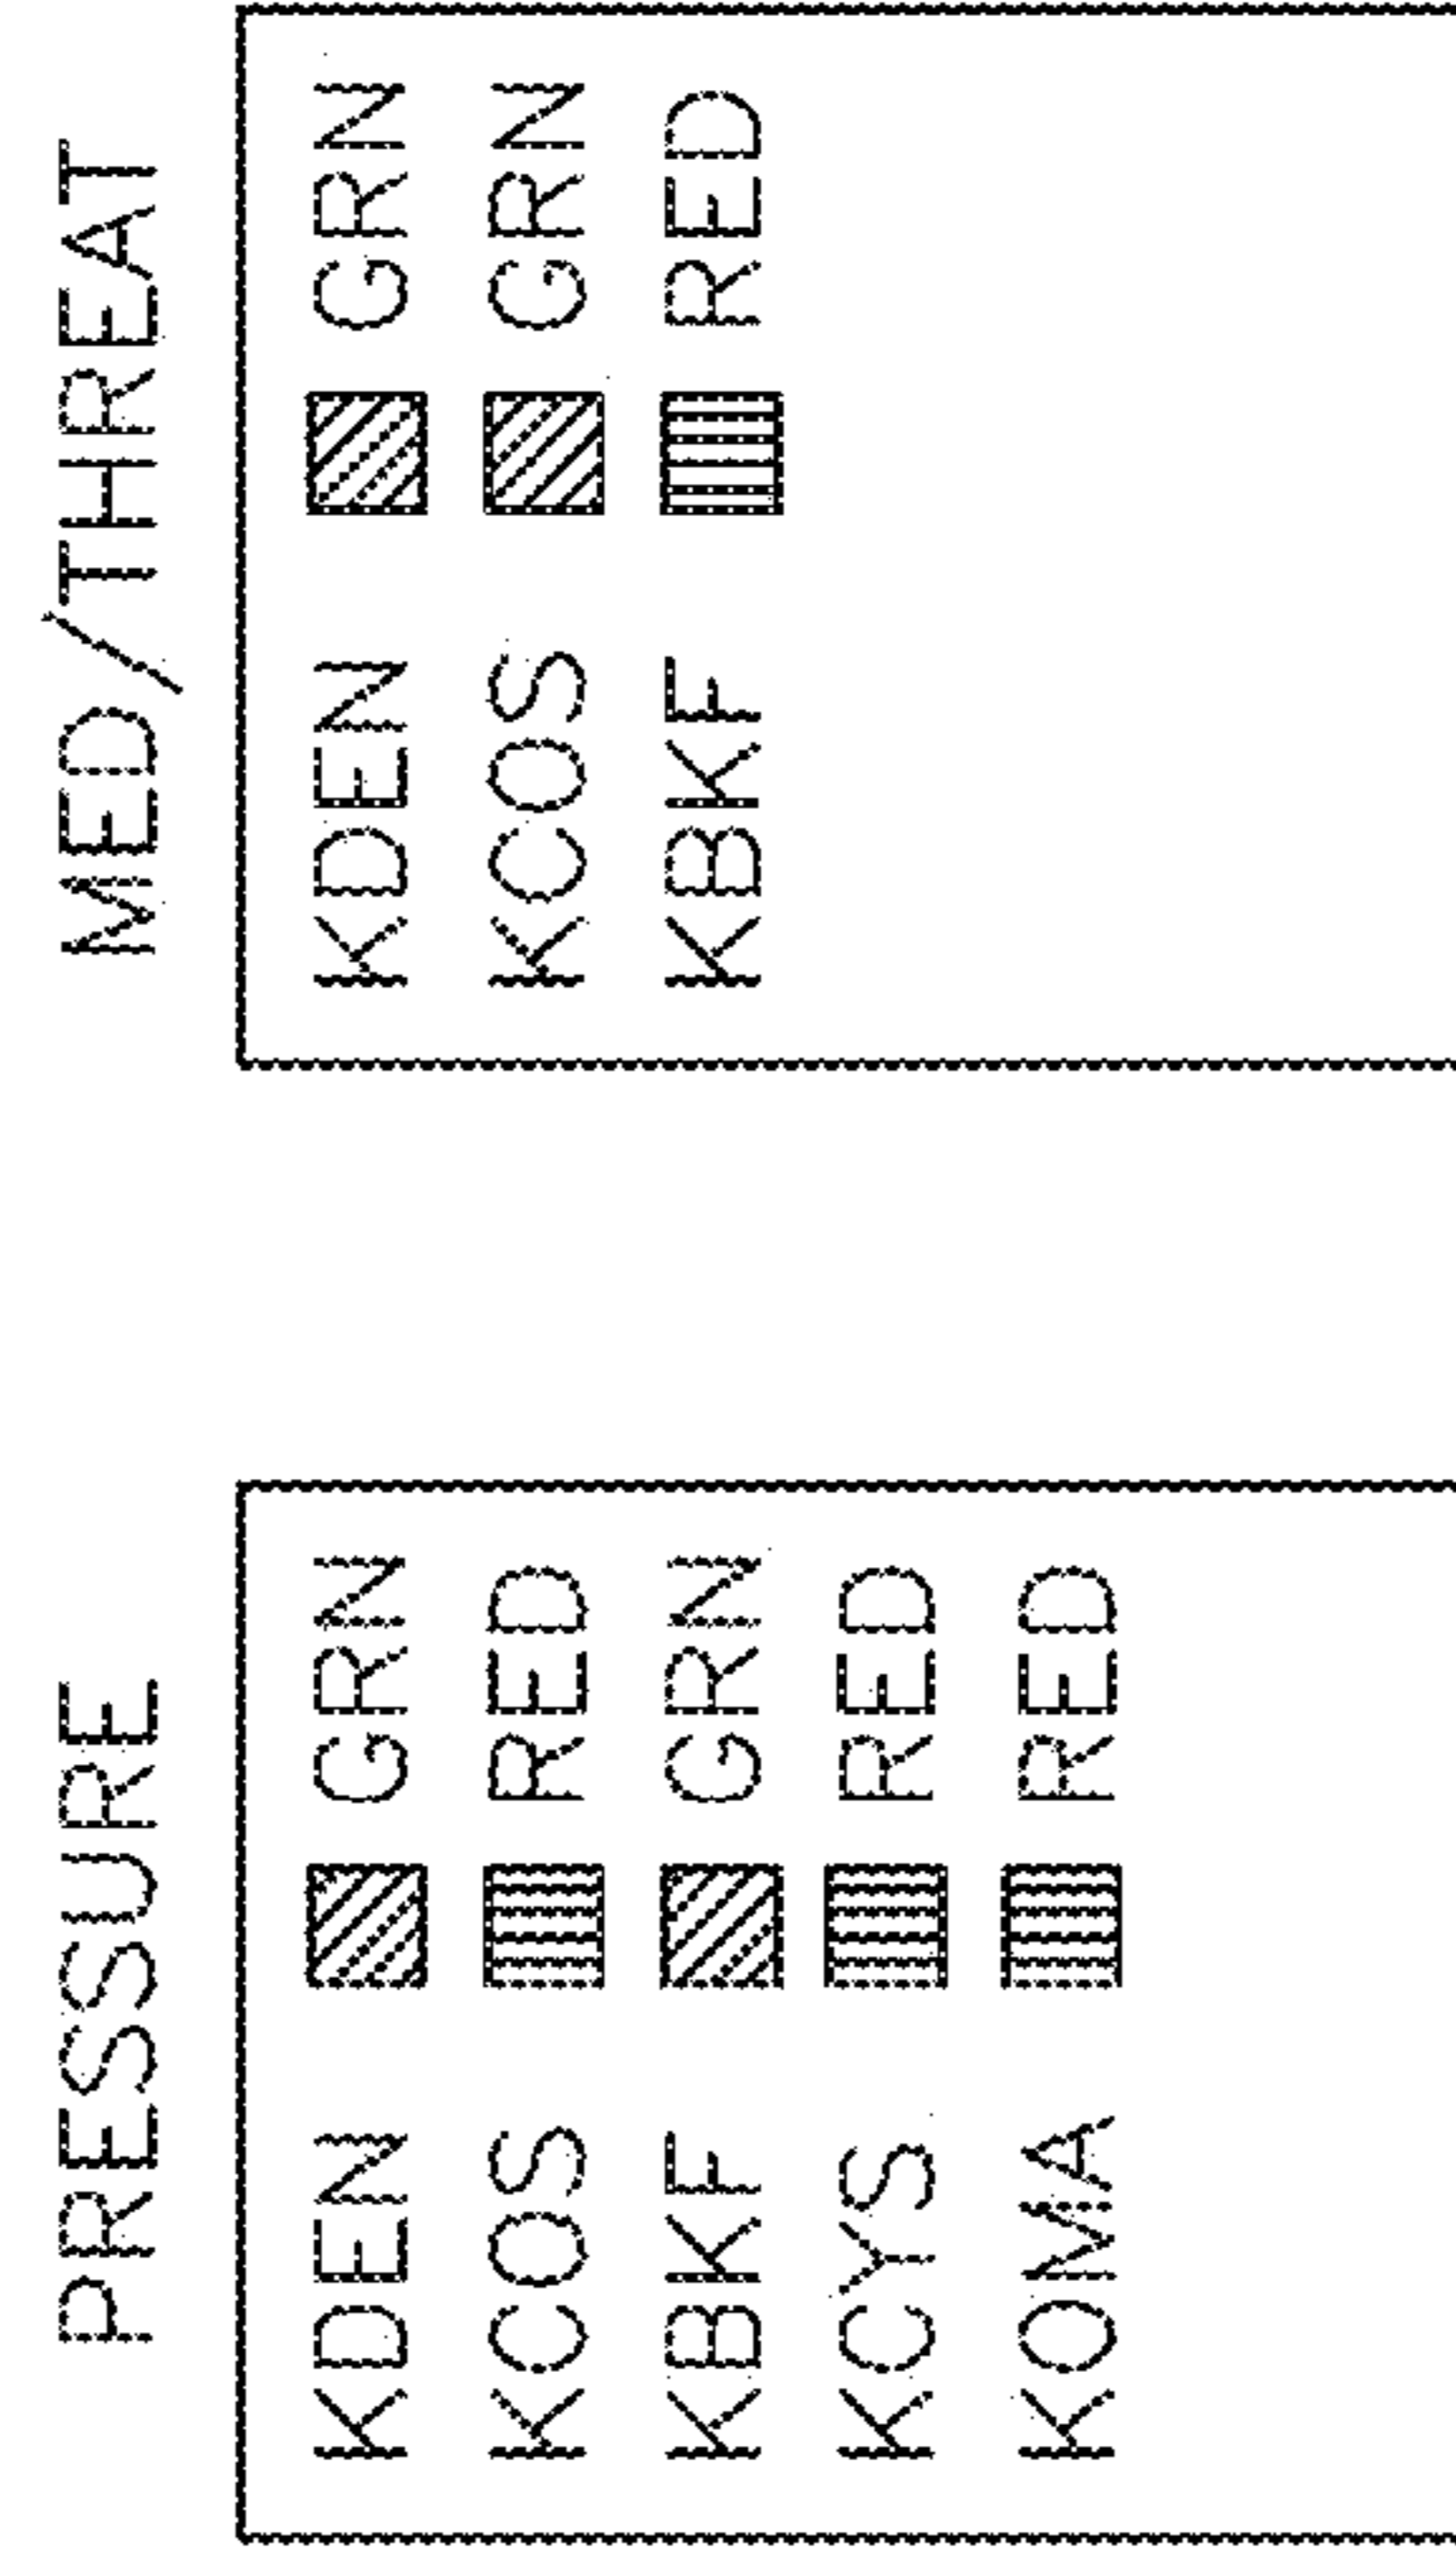 PRESSURE
KDEN GRN
KCOS RED
KBKF GRN
KCYS RED
KOMA RED
MED/THREAT
KDEN GRN
KCOS GRN
KBKF RED